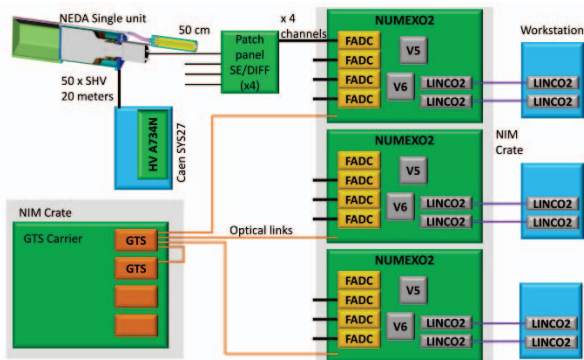 NEDA Single unit
50 cm
x 4
channels
Patch
panel
SE/DIFF
(x4)
50 x SHV
20 meters
HV A734N
Caen SYS27
NUMEXO2
FADC
FADC
FADC
FADC
V5
V6
LINCO2
LINCO2
Workstation
LINCO2
LINCO2
NUMEXO2
FADC
FADC
FADC
FADC
V5
V6
LINCO2
LINCO2
NIM
Crate
LINCO2
LINCO2
NIM Crate
GTS Carrier
GTS
GTS
Optical links
NUMEXO2
FADC
FADC
FADC
FADC
V5
V6
LINCO2
LINCO2
LINCO2
LINCO2